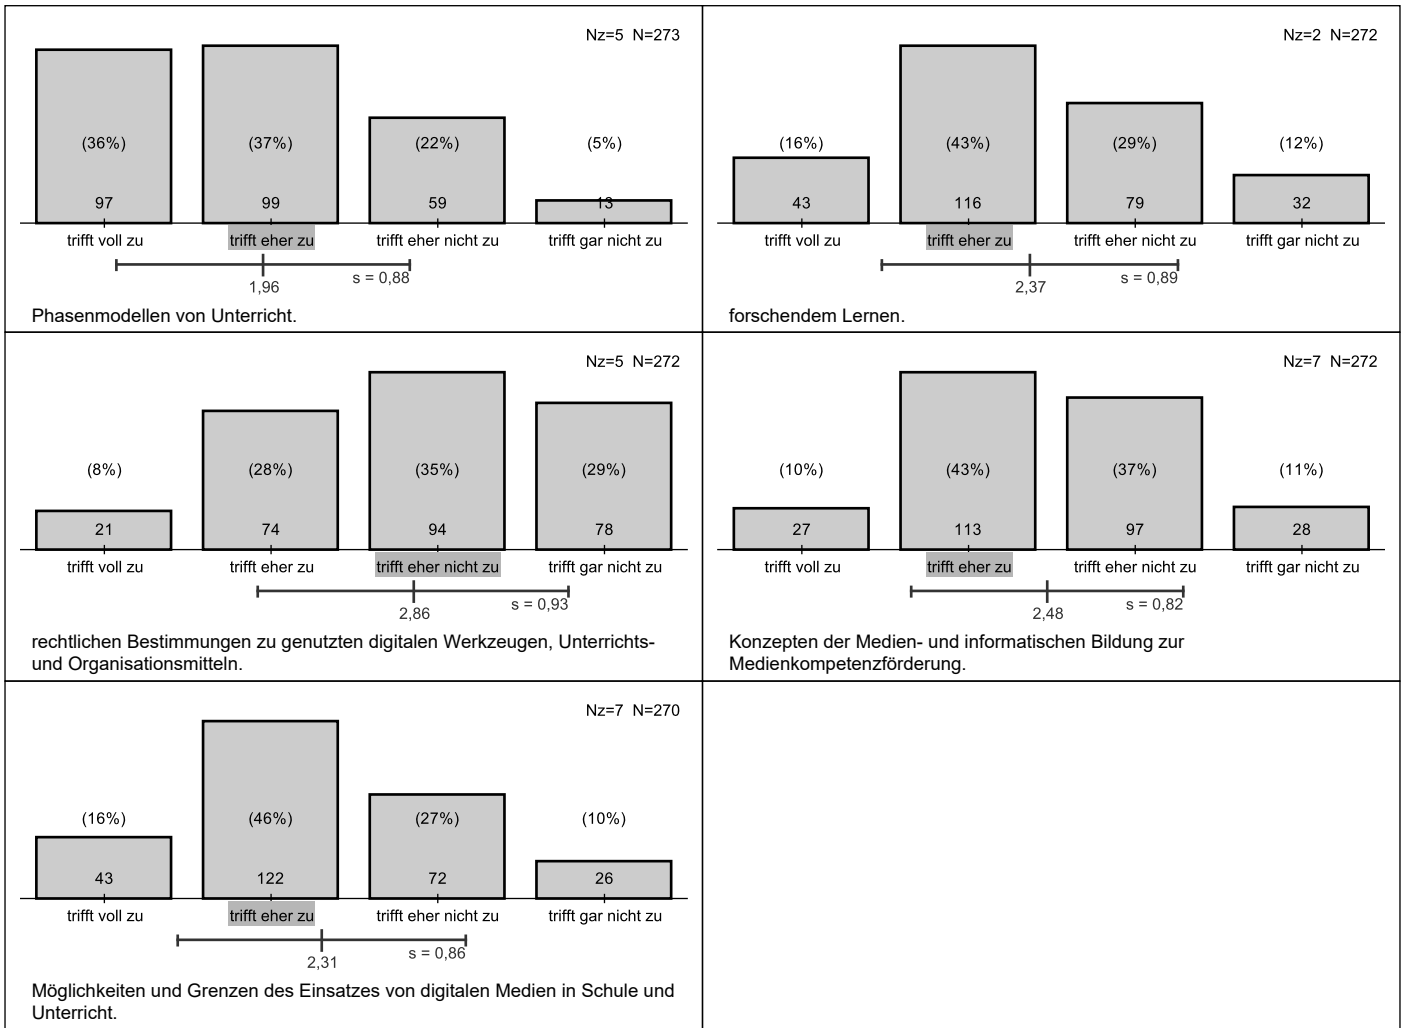 Nz=5 N=273
(36%) (37%) (22%) (5%)
97 99 59 13
trifft voll zu trifft eher zu trifft eher nicht zu trifft gar nicht zu
s = 0,88
1,96
Phasenmodellen von Unterricht.
Nz=2 N=272
(16%) (43%) (29%) (12%)
43 116 79 32
trifft voll zu trifft eher zu trifft eher nicht zu trifft gar nicht zu
s = 0,89
2,37
forschendem Lernen.
Nz=5 N=272
(8%) (28%) (35%) (29%)
21 74 94 78
trifft voll zu trifft eher zu trifft eher nicht zu trifft gar nicht zu
s = 0,93
2,86
rechtlichen Bestimmungen zu genutzten digitalen Werkzeugen, Unterrichts-
und Organisationsmitteln.
Nz=7 N=272
(10%) (43%) (37%) (11%)
27 113 97 28
trifft voll zu trifft eher zu trifft eher nicht zu trifft gar nicht zu
s = 0,82
2,48
Konzepten der Medien- und informatischen Bildung zur
Medienkompetenzförderung.
Nz=7 N=270
(16%) (46%) (27%) (10%)
43 122 72 26
trifft voll zu trifft eher zu trifft eher nicht zu trifft gar nicht zu
s = 0,86
2,31
Möglichkeiten und Grenzen des Einsatzes von digitalen Medien in Schule und
Unterricht.